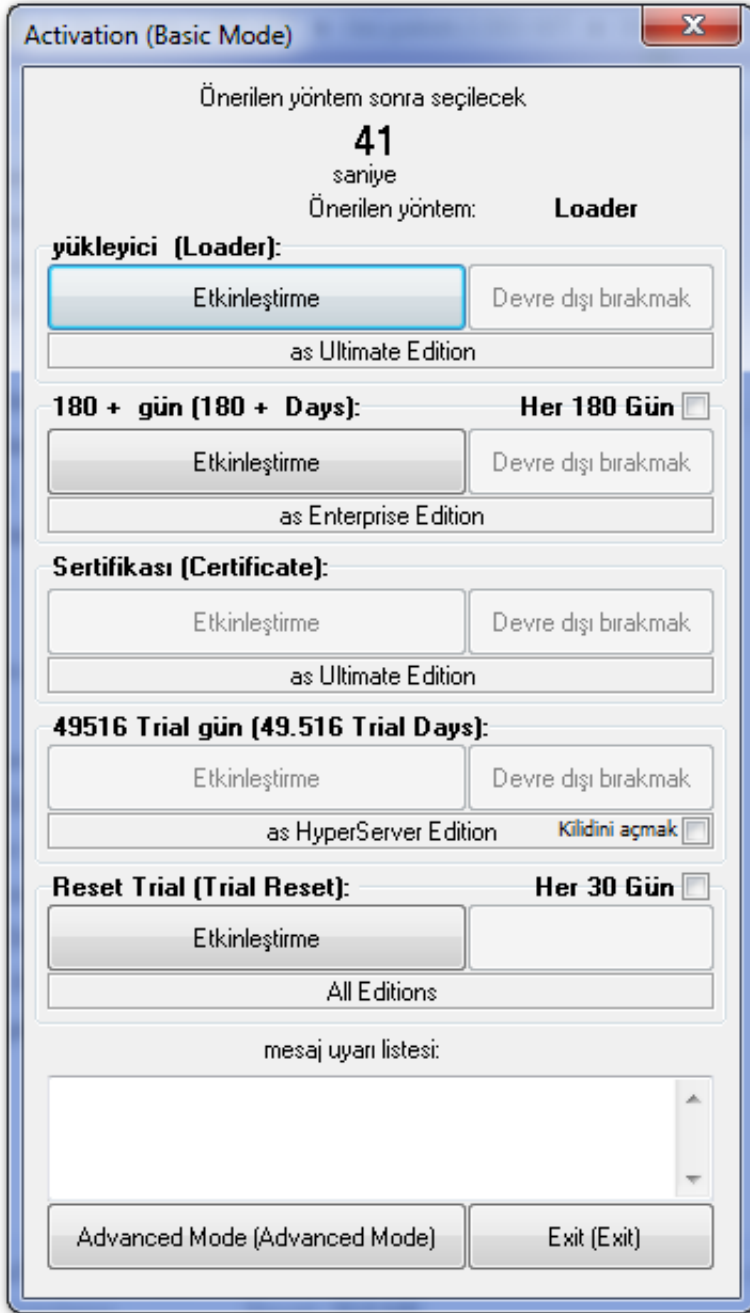 Activation (Basic Mode)
Önerilen yöntem sonra seçilecek
41
saniye
Önerilen yöntem: Loader
yükleyici (Loader):
Etkinleştirme Devre dışı bırakmak
as Ultimate Edition
180 + gün (180 + Days): Her 180 Gün
Etkinleştirme Devre dışı bırakmak
as Enterprise Edition
Sertifikası (Certificate):
Etkinleştirme Devre dışı bırakmak
as Ultimate Edition
49516 Trial gün (49.516 Trial Days):
Etkinleştirme Devre dışı bırakmak
as HyperServer Edition Kilidini açmak
Reset Trial (Trial Reset): Her 30 Gün
Etkinleştirme
All Editions
mesaj uyarı listesi:
Advanced Mode (Advanced Mode) Exit (Exit)